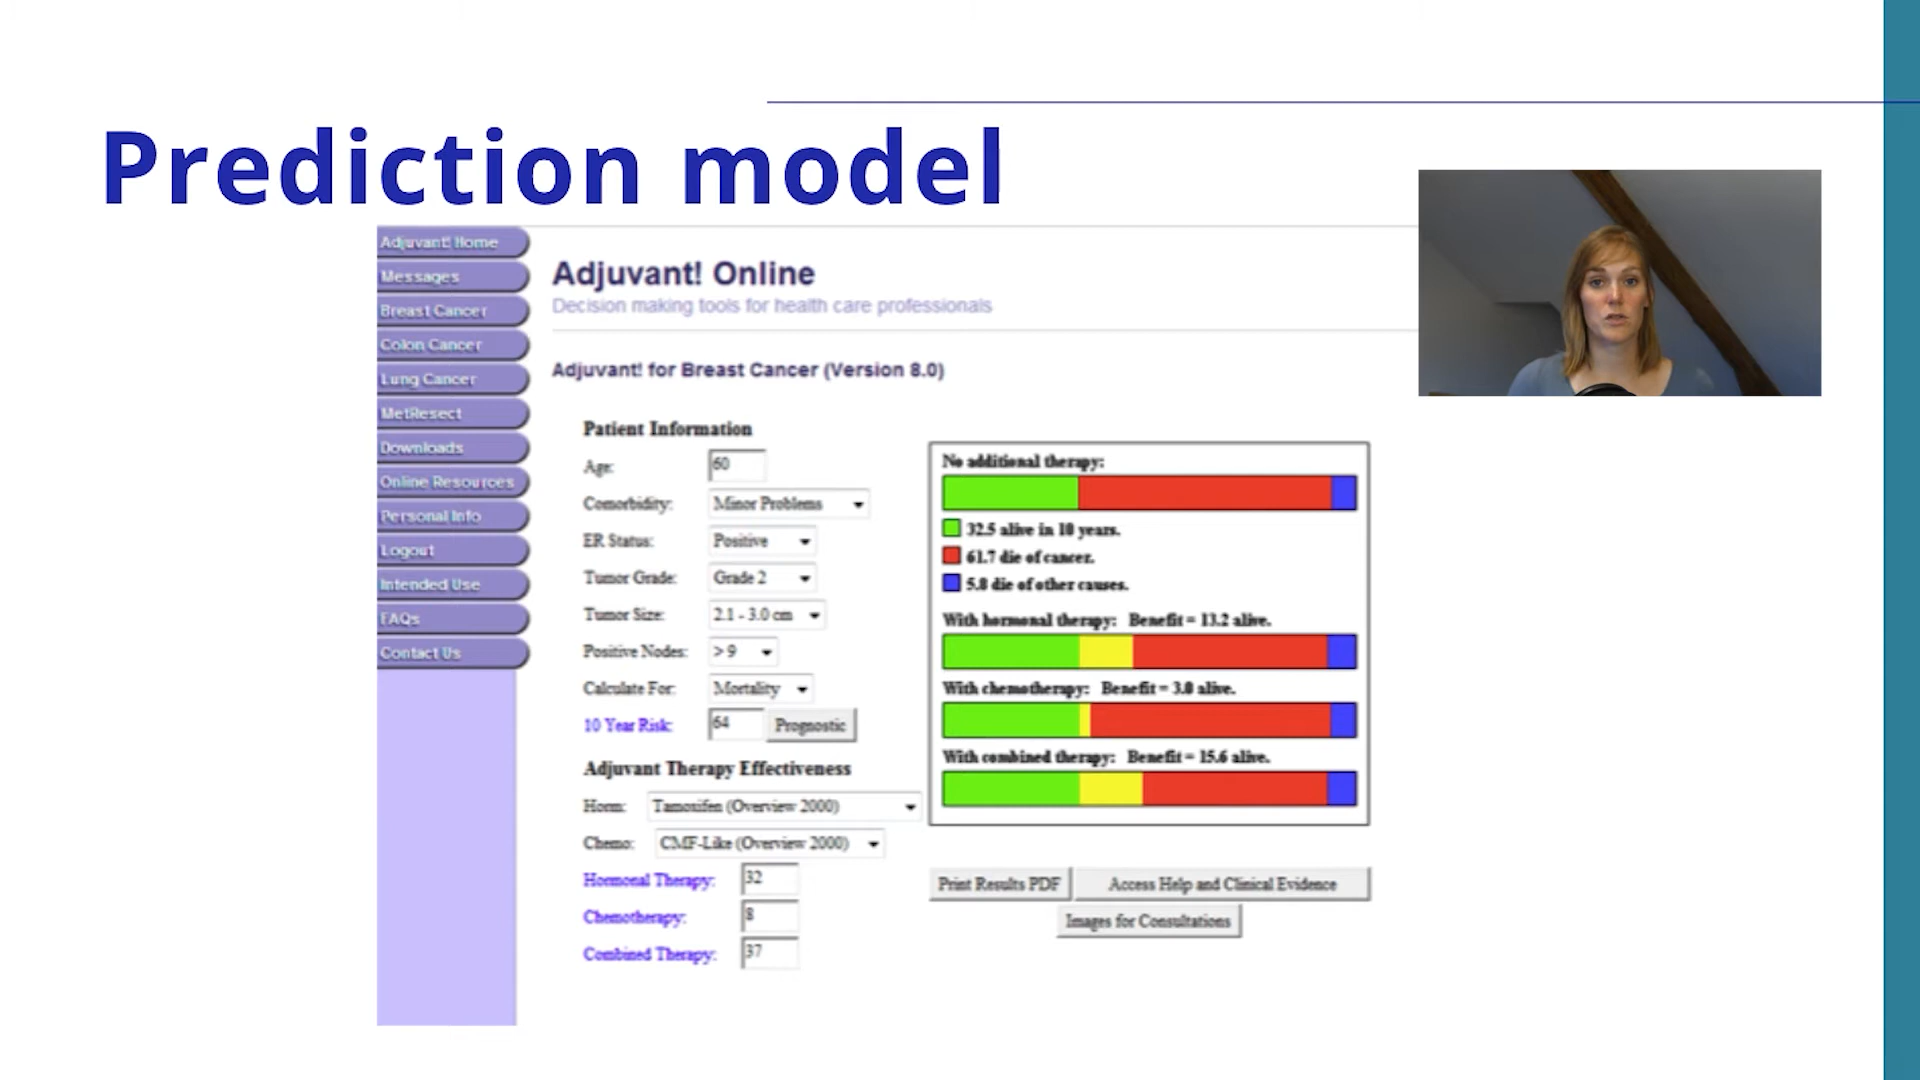 Prediction model
Adjuvant! Home
Messages
Breast Cancer
Colon Cancer
Lung Cancer
MetResect
Downloads
Online Resources
Personal Info
Logout
Intended Use
FAQs
Contact Us
Adjuvant! Online
Decision making tools for health care professionals
Adjuvant! for Breast Cancer (Version 8.0)
Patient Information
Age: 60
Comorbidity: Minor Problems
ER Status: Positive
Tumor Grade: Grade 2
Tumor Size: 2.1 - 3.0 cm
Positive Nodes: > 9
Calculate For: Mortality
10 Year Risk: 64 Prognostic
Adjuvant Therapy Effectiveness
Horm: Tamoxifen (Overview 2000)
Chemo: CMF-Like (Overview 2000)
Hormonal Therapy: 32
Chemotherapy: 8
Combined Therapy: 37
No additional therapy:
32.5 alive in 10 years.
61.7 die of cancer.
5.8 die of other causes.
With hormonal therapy: Benefit = 13.2 alive.
With chemotherapy: Benefit = 3.0 alive.
With combined therapy: Benefit = 15.6 alive.
Print Results PDF
Access Help and Clinical Evidence
Images for Consultations